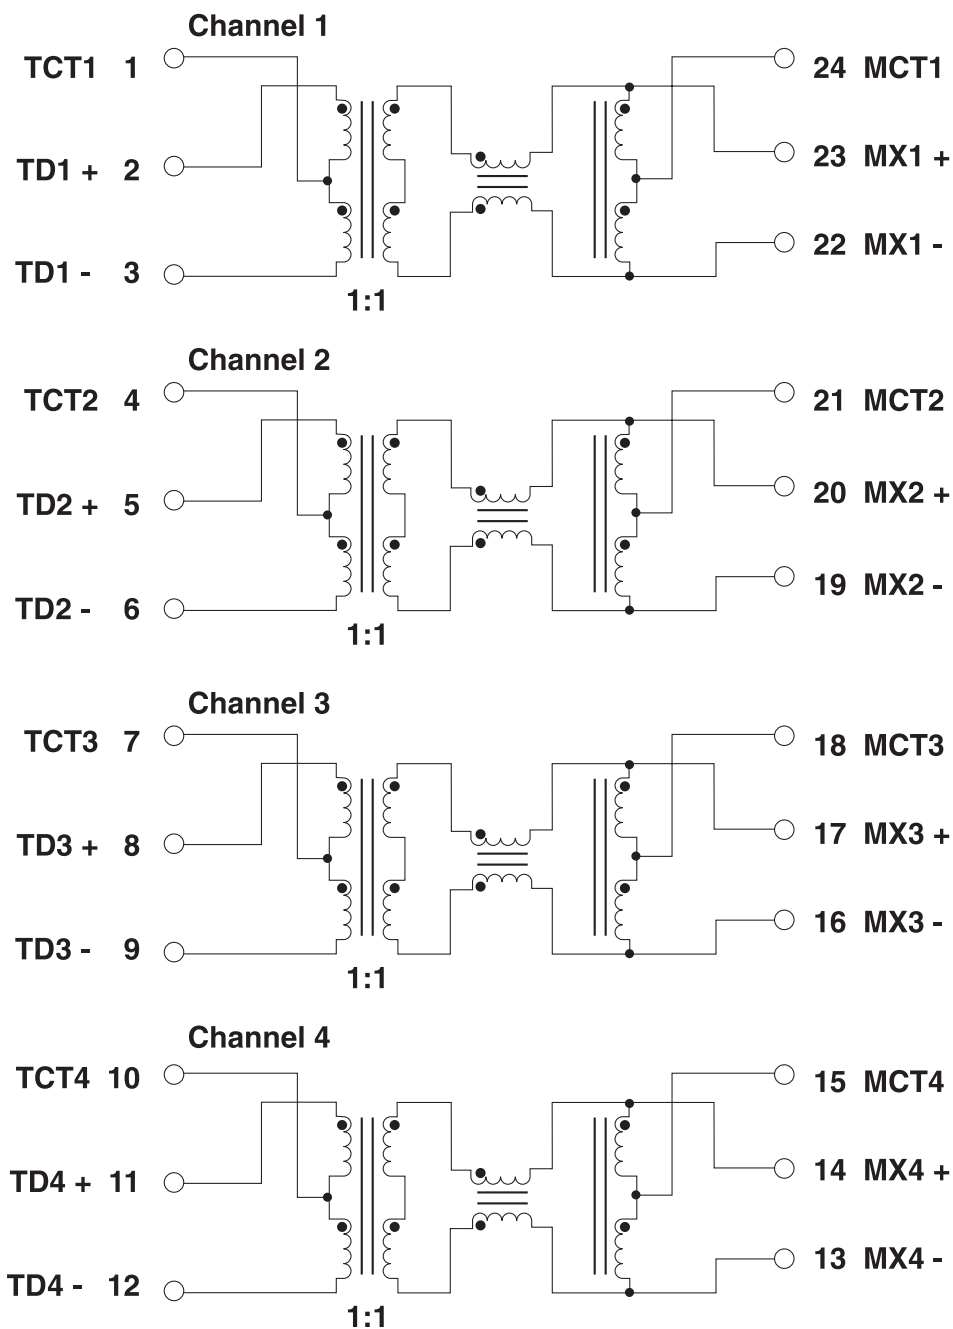 Channel 1
TCT1 1
24 MCT1
TD1 + 2
23 MX1 +
22 MX1 -
TD1 - 3
1:1
Channel 2
TCT2 4
21 MCT2
TD2 + 5
20 MX2 +
19 MX2 -
TD2 - 6
1:1
Channel 3
TCT3 7
18 MCT3
TD3 + 8
17 MX3 +
16 MX3 -
TD3 - 9
1:1
Channel 4
TCT4 10
15 MCT4
TD4 + 11
14 MX4 +
13 MX4 -
TD4 - 12
1:1